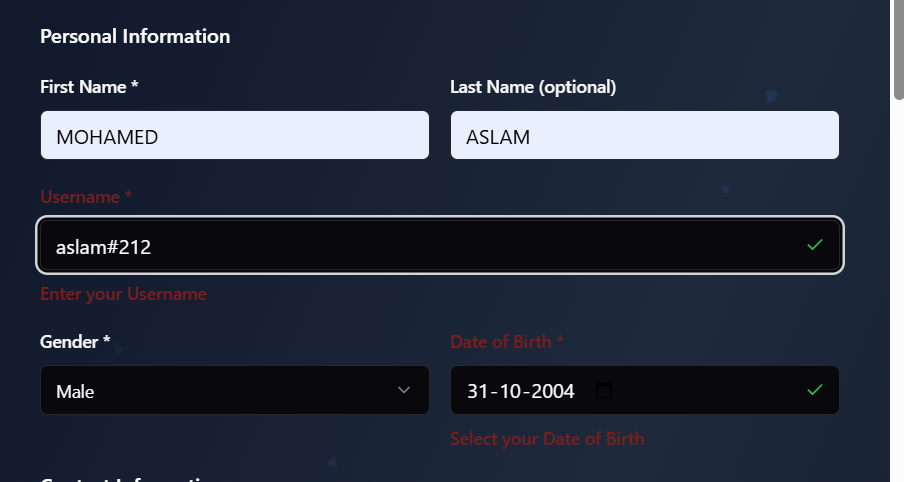 Personal Information
First Name *
Last Name (optional)
MOHAMED
ASLAM
Username *
aslam#212
Enter your Username
Gender *
Date of Birth *
Male
31-10-2004
Select your Date of Birth